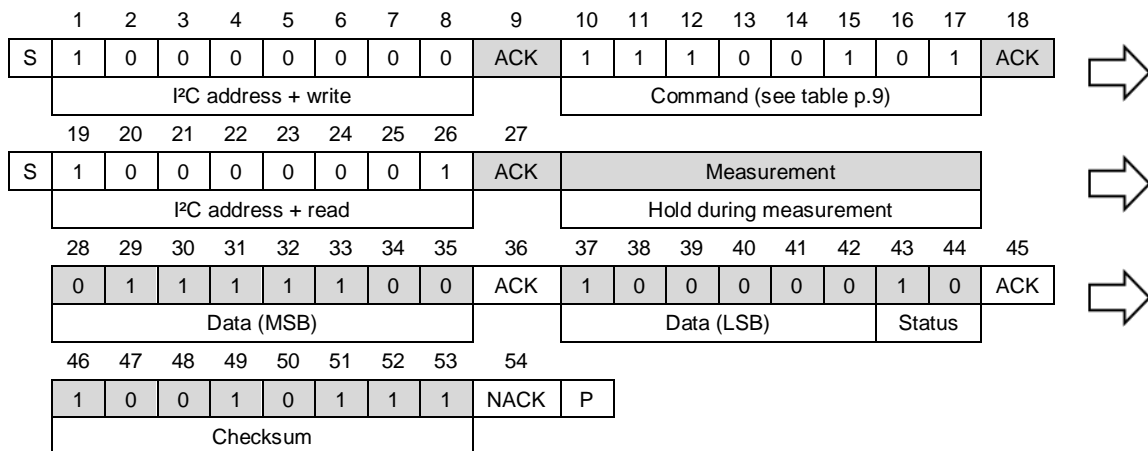 1 2 3 4 5 6 7 8 9 10 11 12 13 14 15 16 17 18
S 1 0 0 0 0 0 0 0 ACK 1 1 1 0 0 1 0 1 ACK
I²C address + write Command (see table p.9)
19 20 21 22 23 24 25 26 27
S 1 0 0 0 0 0 0 1 ACK Measurement
I²C address + read Hold during measurement
28 29 30 31 32 33 34 35 36 37 38 39 40 41 42 43 44 45
0 1 1 1 1 1 0 0 ACK 1 0 0 0 0 0 1 0 ACK
Data (MSB) Data (LSB) Status
46 47 48 49 50 51 52 53 54
1 0 0 1 0 1 1 1 NACK P
Checksum